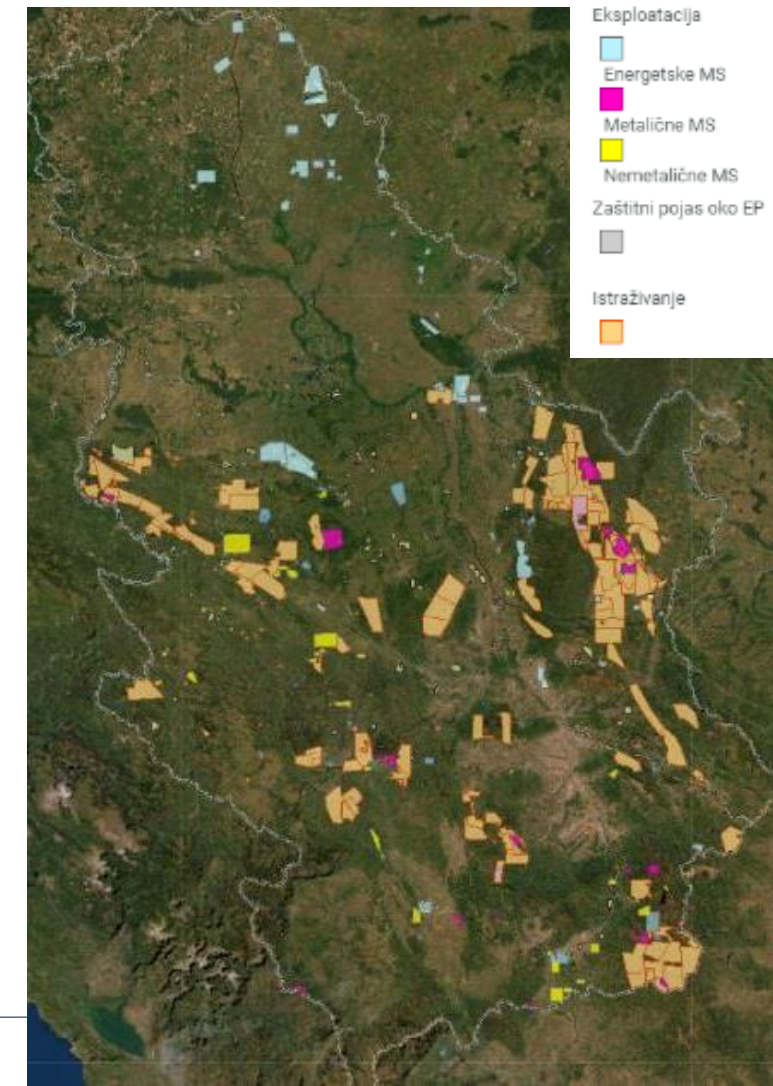 Eksploatacija
Energetske MS
Metalične MS
Nemetalične MS
Zaštitni pojas oko EP
Istraživanje